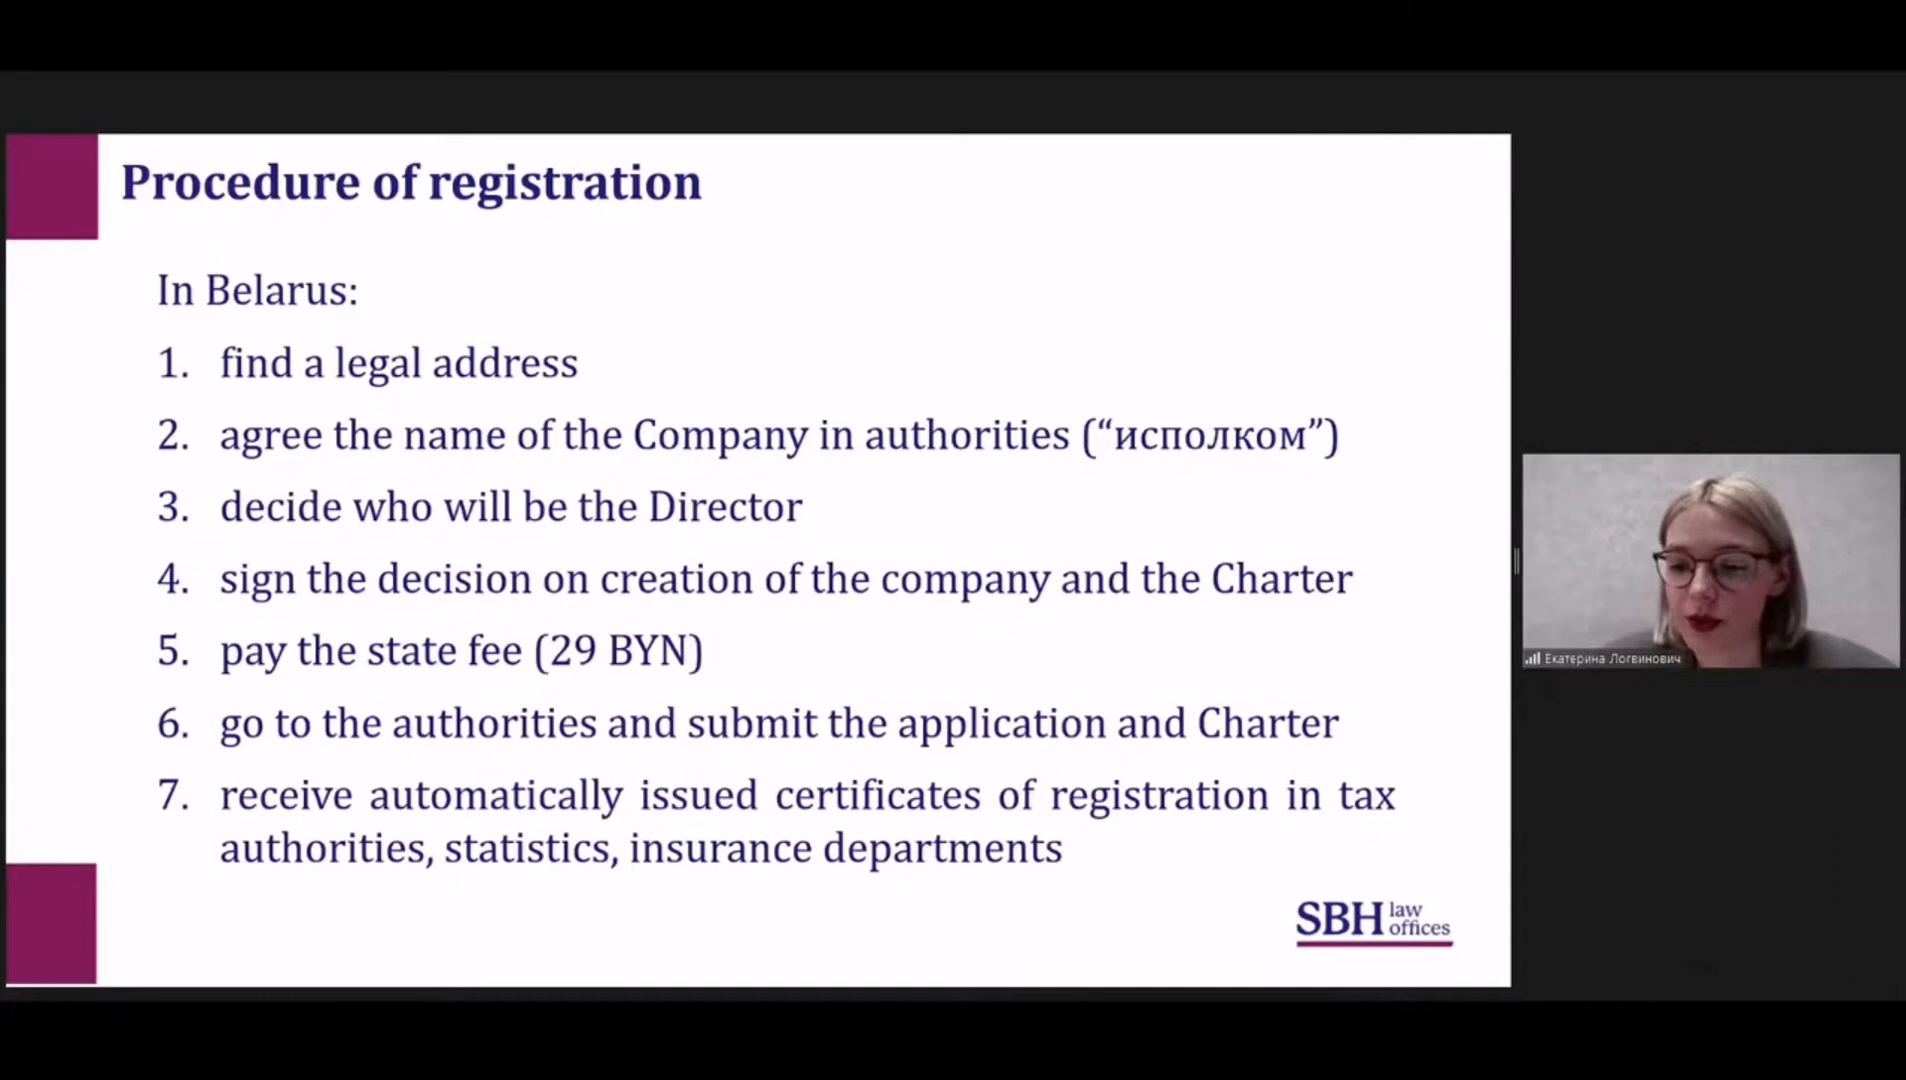 Procedure of registration
In Belarus:
1. find a legal address
2. agree the name of the Company in authorities (“исполком”)
3. decide who will be the Director
4. sign the decision on creation of the company and the Charter
5. pay the state fee (29 BYN)
6. go to the authorities and submit the application and Charter
7. receive automatically issued certificates of registration in tax
authorities, statistics, insurance departments
SBH law
offices
Екатерина Логвинович